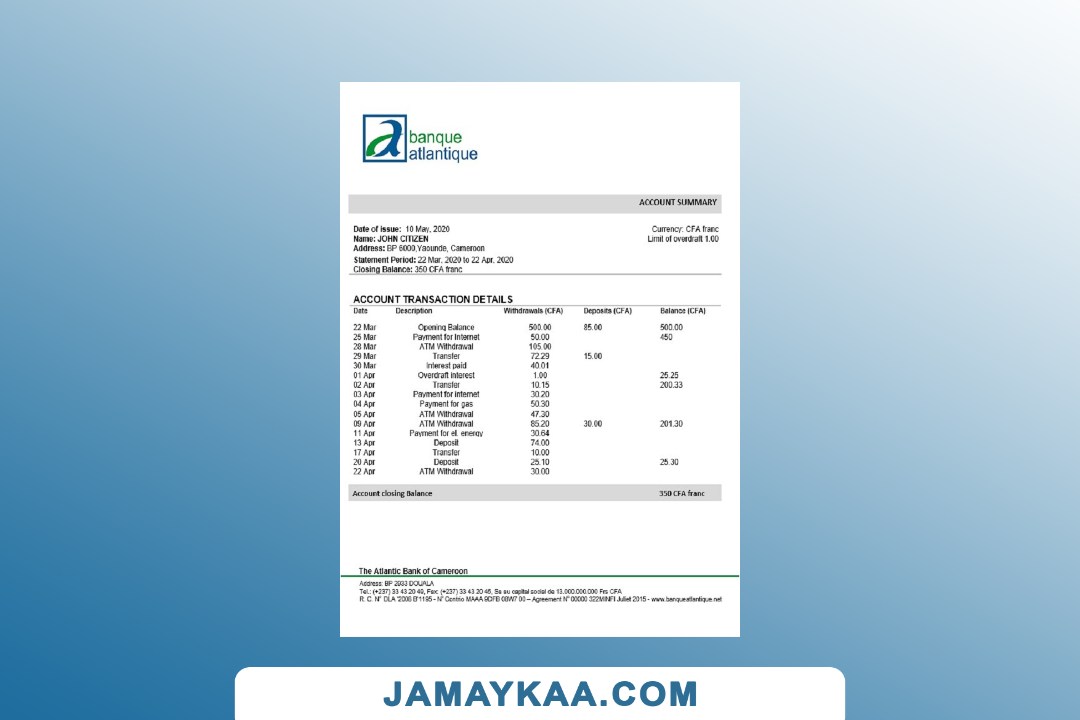 banque
atlantique
ACCOUNT SUMMARY
Date of issue: 10 May, 2020 Currency: CFA franc
Name: JOHN CITIZEN Limit of overdraft 1.00
Address: BP 6000,Yaounde, Cameroon
Statement Period: 22 Mar, 2020 to 22 Apr, 2020
Closing Balance: 350 CFA franc
ACCOUNT TRANSACTION DETAILS
Date Description Withdrawals (CFA) Deposits (CFA) Balance (CFA)
22 Mar Opening Balance 500.00 85.00 500.00
25 Mar Payment for Internet 50.00 450
28 Mar ATM Withdrawal 105.00
29 Mar Transfer 72.29 15.00
30 Mar Interest paid 40.01
01 Apr Overdraft interest 1.00 25.25
02 Apr Transfer 10.15 200.33
03 Apr Payment for internet 30.20
04 Apr Payment for gas 50.30
05 Apr ATM Withdrawal 47.30
09 Apr ATM Withdrawal 85.20 30.00 201.30
11 Apr Payment for el. energy 30.64
13 Apr Deposit 74.00
17 Apr Transfer 10.00
20 Apr Deposit 25.10 25.30
22 Apr ATM Withdrawal 30.00
Account closing Balance 350 CFA franc
The Atlantic Bank of Cameroon
Address: BP 2933 DOUALA
Tel.: (+237) 33 43 20 49, Fax: (+237) 33 43 20 46, Sa au capital social de 13.000.000.000 Frs CFA
R. C. N° DLA - N° Contrio MAAA – Agreement N° 00000 Juliet 2015 - www.banqueatlantique.net
JAMAYKAA.COM